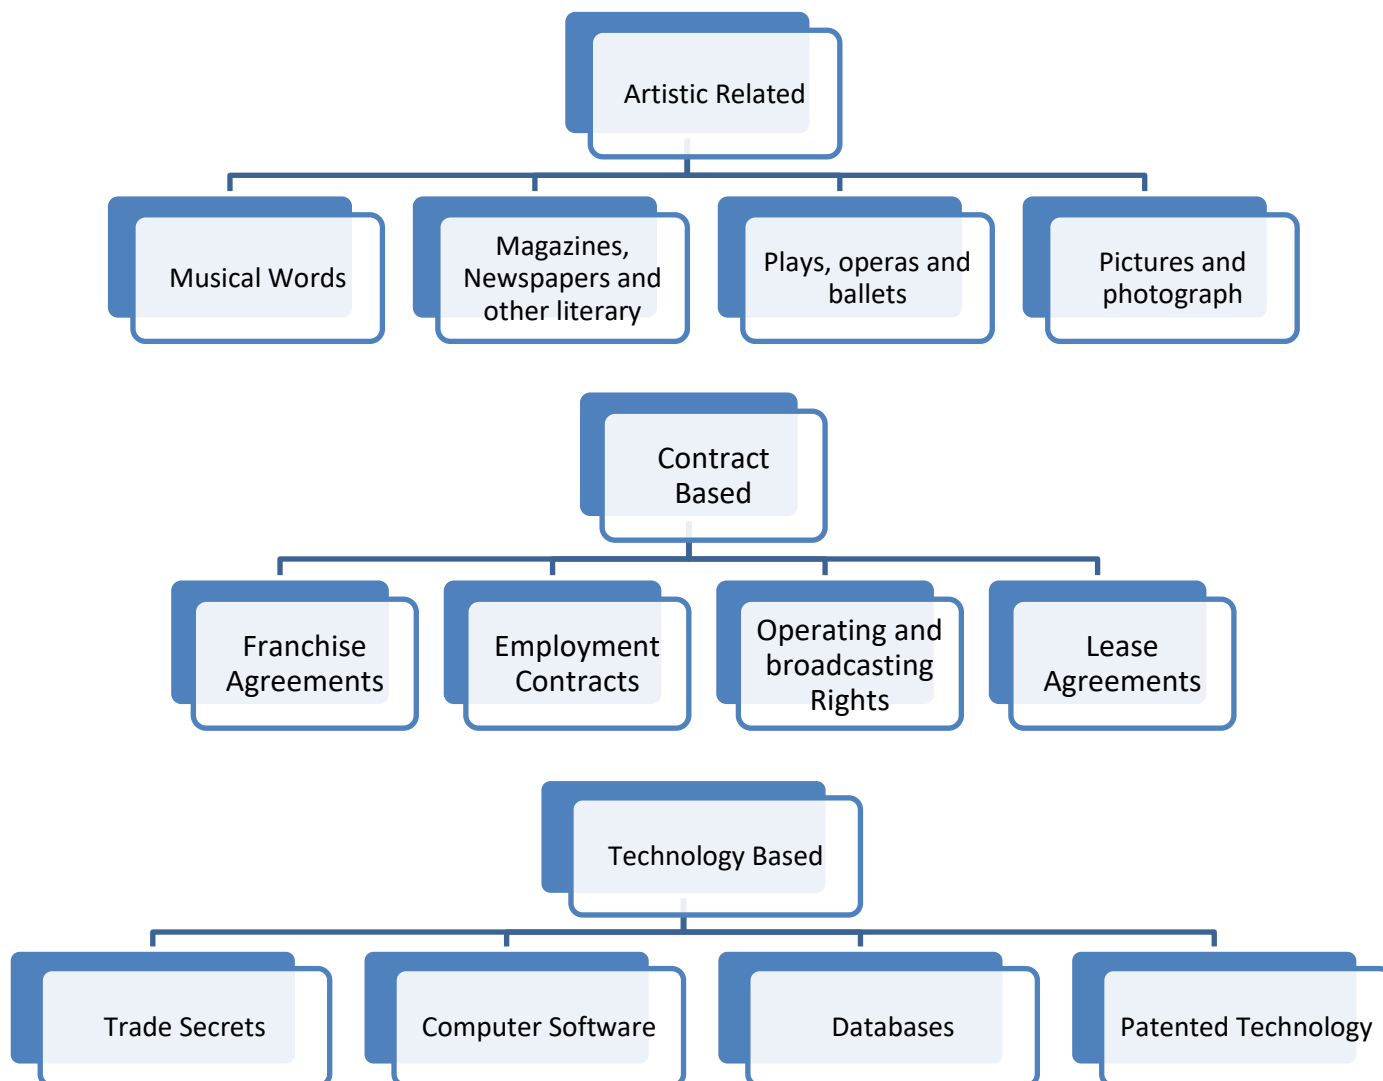 Artistic Related
Musical Words
Magazines,
Newspapers and
other literary
Plays, operas and
ballets
Pictures and
photograph
Contract
Based
Franchise
Agreements
Employment
Contracts
Operating and
broadcasting
Rights
Lease
Agreements
Technology Based
Trade Secrets
Computer Software
Databases
Patented Technology